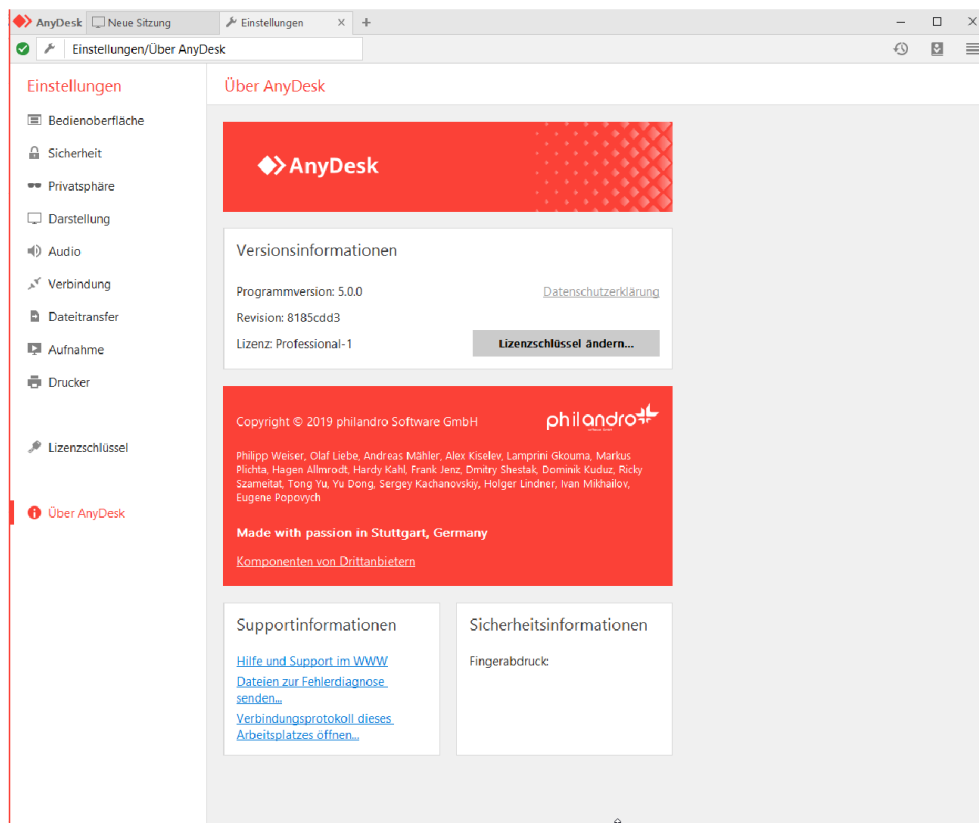 AnyDesk Neue Sitzung Einstellungen
Einstellungen/Über AnyDesk
Einstellungen
Bedienoberfläche
Sicherheit
Privatsphäre
Darstellung
Audio
Verbindung
Dateitransfer
Aufnahme
Drucker
Lizenzschlüssel
Über AnyDesk
Über AnyDesk
AnyDesk
Versionsinformationen
Programmversion: 5.0.0 Datenschutzerklärung
Revision: 8185cdd3
Lizenz: Professional-1 Lizenzschlüssel ändern...
Copyright © 2019 philandro Software GmbH philandro
Philipp Weiser, Olaf Liebe, Andreas Mähler, Alex Kiselev, Lamprini Gkouma, Markus
Plichta, Hagen Allmrodt, Hardy Kahl, Frank Jenz, Dmitry Shestak, Dominik Kuduz, Ricky
Szameitat, Tong Yu, Yu Dong, Sergey Kachanovskiy, Holger Lindner, Ivan Mikhailov,
Eugene Popovych
Made with passion in Stuttgart, Germany
Komponenten von Drittanbietern
Supportinformationen
Hilfe und Support im WWW
Dateien zur Fehlerdiagnose
senden...
Verbindungsprotokoll dieses
Arbeitsplatzes öffnen...
Sicherheitsinformationen
Fingerabdruck: